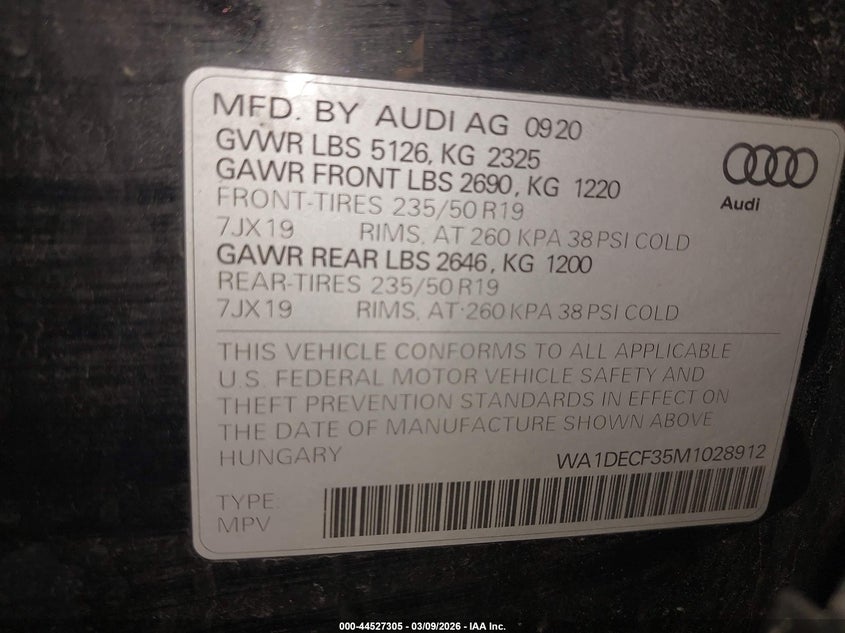 MFD. BY AUDI AG 0920
GVWR LBS 5126, KG 2325
GAWR FRONT LBS 2690, KG 1220
FRONT-TIRES 235/50 R19
7JX19 RIMS, AT 260 KPA 38 PSI COLD
GAWR REAR LBS 2646, KG 1200
REAR-TIRES 235/50 R19
7JX19 RIMS, AT 260 KPA 38 PSI COLD
Audi
THIS VEHICLE CONFORMS TO ALL APPLICABLE
U.S. FEDERAL MOTOR VEHICLE SAFETY AND
THEFT PREVENTION STANDARDS IN EFFECT ON
THE DATE OF MANUFACTURE SHOWN ABOVE
HUNGARY WA1DECF35M1028912
TYPE:
MPV
000-44527305 - 03/09/2026 - IAA Inc.